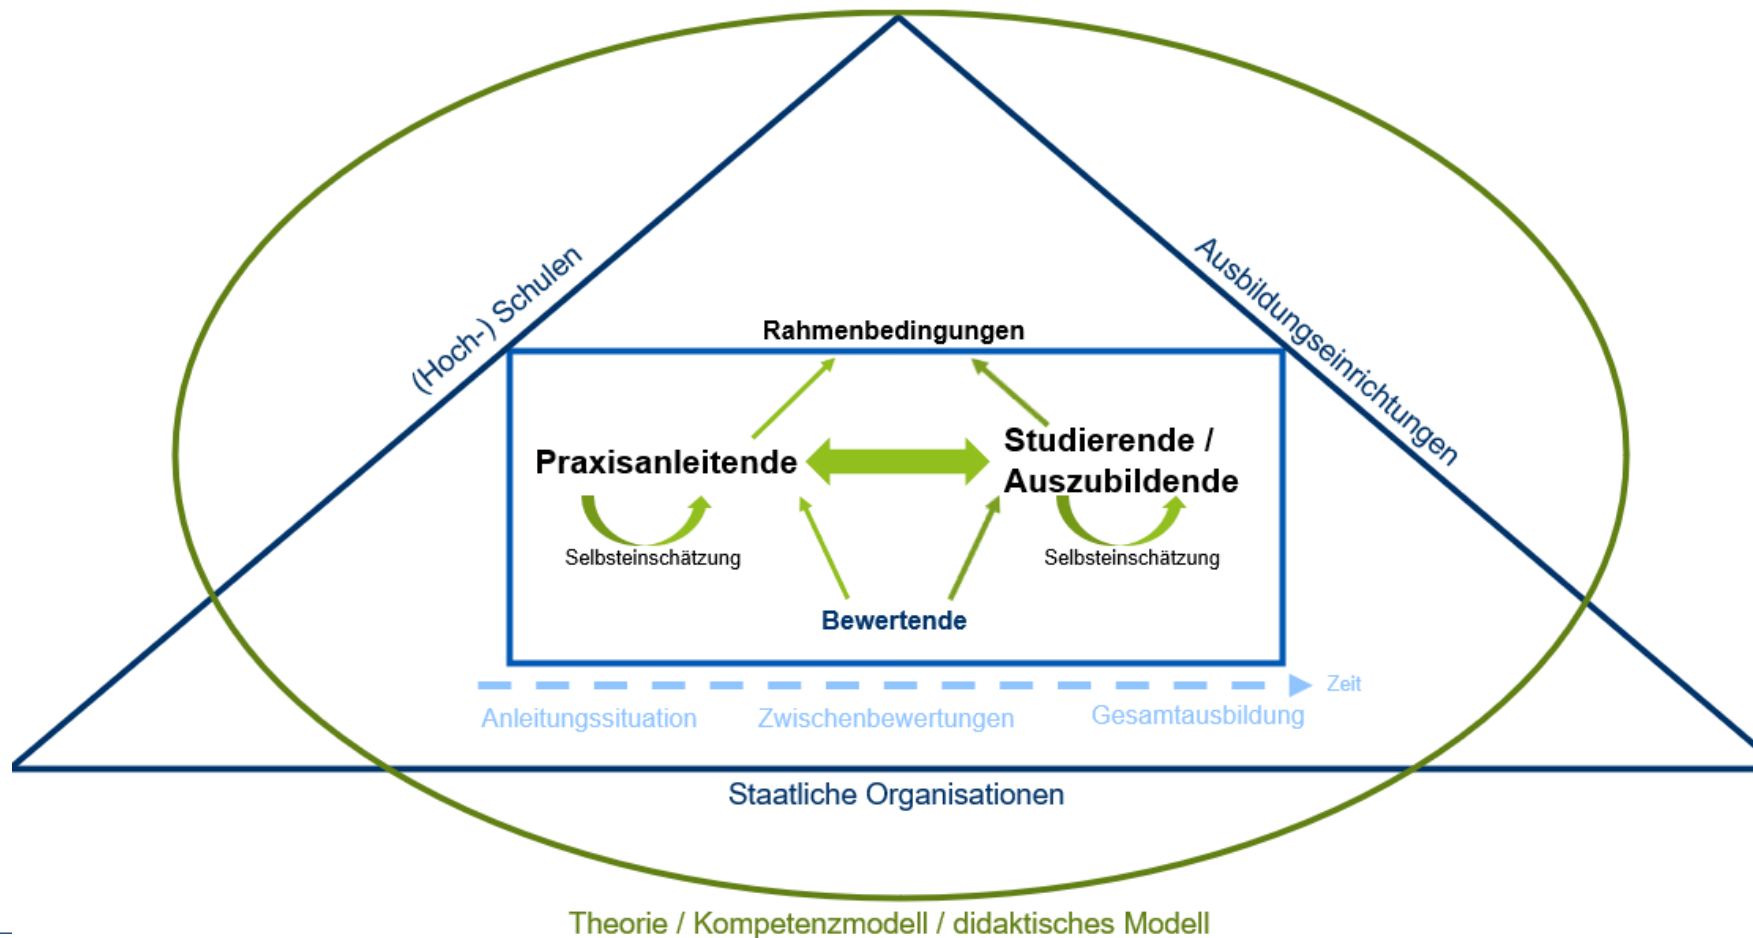 (Hoch-) Schulen
Ausbildungseinrichtungen
Rahmenbedingungen
Praxisanleitende
Studierende /
Auszubildende
Selbsteinschätzung
Selbsteinschätzung
Bewertende
Zeit
Anleitungssituation
Zwischenbewertungen
Gesamtausbildung
Staatliche Organisationen
Theorie / Kompetenzmodell / didaktisches Modell